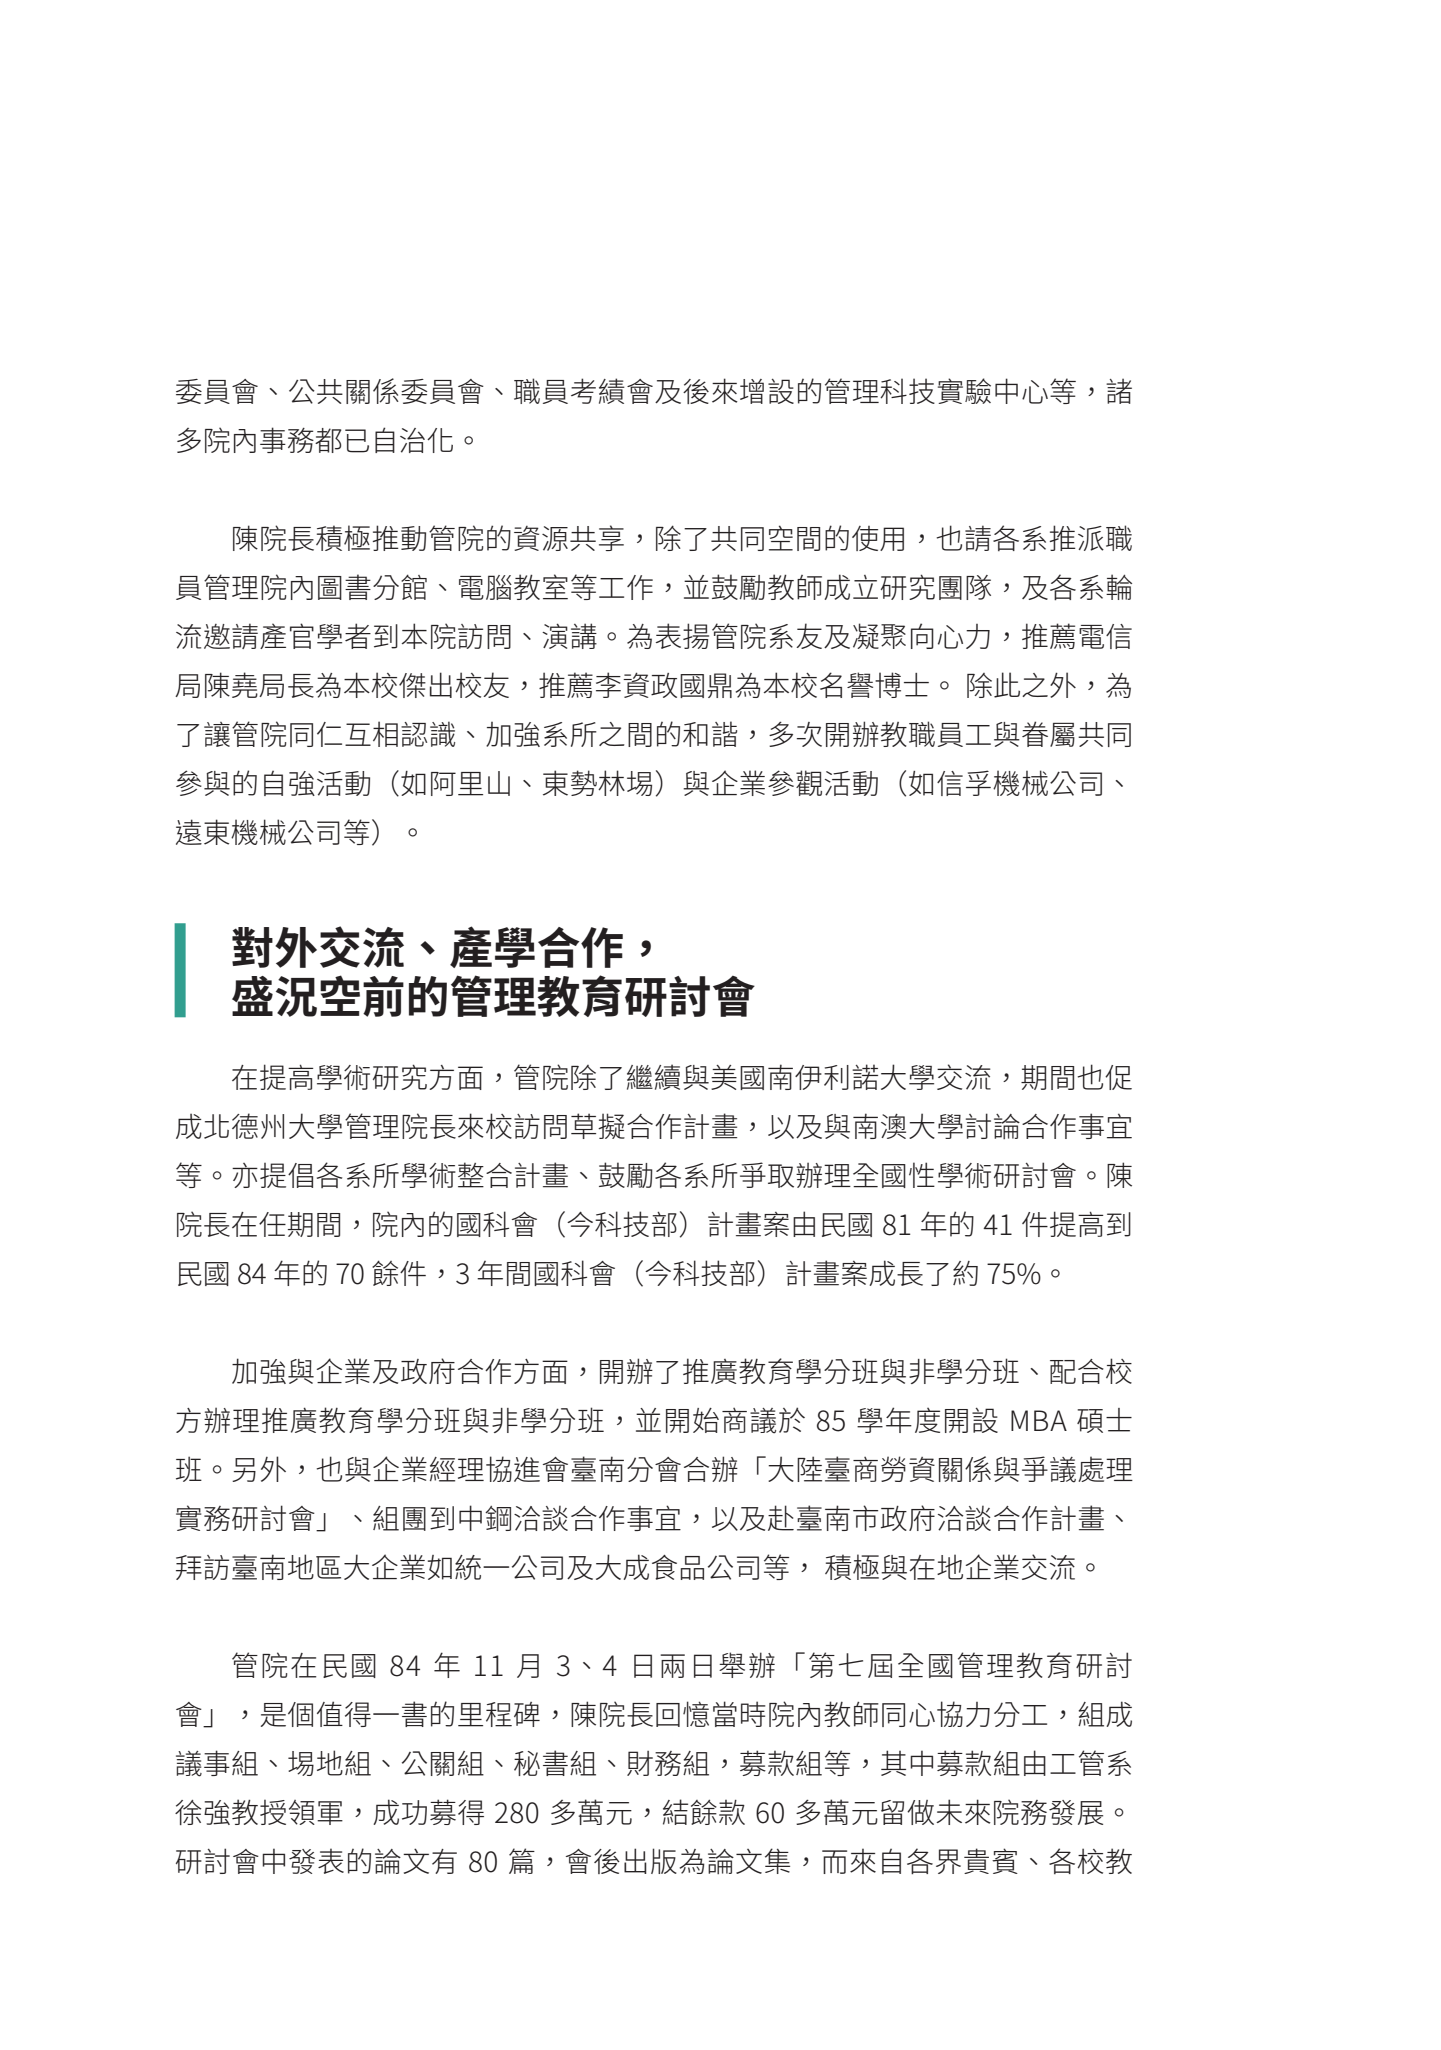 委員會、公共關係委員會、職員考績會及後來增設的管理科技實驗中心等，諸
多院內事務都已自治化。
陳院長積極推動管院的資源共享，除了共同空間的使用，也請各系推派職
員管理院內圖書分館、電腦教室等工作，並鼓勵教師成立研究團隊，及各系輪
流邀請產官學者到本院訪問、演講。為表揚管院系友及凝聚向心力，推薦電信
局陳堯局長為本校傑出校友，推薦李資政國鼎為本校名譽博士。 除此之外，為
了讓管院同仁互相認識、加強系所之間的和諧，多次開辦教職員工與眷屬共同
參與的自強活動（如阿里山、東勢林場）與企業參觀活動（如信孚機械公司、
遠東機械公司等）。
對外交流、產學合作，
盛況空前的管理教育研討會
在提高學術研究方面，管院除了繼續與美國南伊利諾大學交流，期間也促
成北德州大學管理院長來校訪問草擬合作計畫，以及與南澳大學討論合作事宜
等。亦提倡各系所學術整合計畫、鼓勵各系所爭取辦理全國性學術研討會。陳
院長在任期間，院內的國科會（今科技部）計畫案由民國 81 年的 41 件提高到
民國 84 年的 70 餘件，3 年間國科會（今科技部）計畫案成長了約 75%。
加強與企業及政府合作方面，開辦了推廣教育學分班與非學分班、配合校
方辦理推廣教育學分班與非學分班，並開始商議於 85 學年度開設 MBA 碩士
班。另外，也與企業經理協進會臺南分會合辦「大陸臺商勞資關係與爭議處理
實務研討會」、組團到中鋼洽談合作事宜，以及赴臺南市政府洽談合作計畫、
拜訪臺南地區大企業如統一公司及大成食品公司等， 積極與在地企業交流。
管院在民國 84 年 11 月 3、4 日兩日舉辦「第七屆全國管理教育研討
會」，是個值得一書的里程碑，陳院長回憶當時院內教師同心協力分工，組成
議事組、場地組、公關組、秘書組、財務組，募款組等，其中募款組由工管系
徐強教授領軍，成功募得 280 多萬元，結餘款 60 多萬元留做未來院務發展。
研討會中發表的論文有 80 篇，會後出版為論文集，而來自各界貴賓、各校教